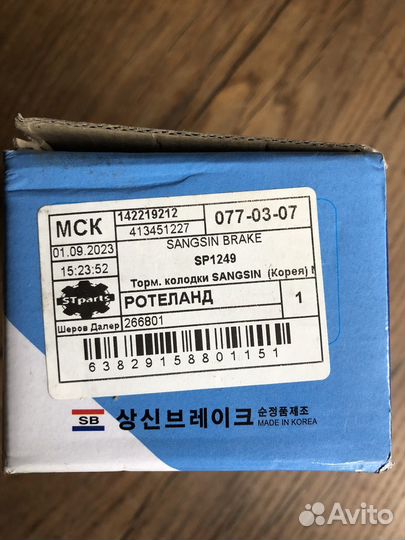 МСК
142219212
413451227
077-03-07
01.09.2023
SANGSIN BRAKE
15:23:52
SP1249
Торм. колодки SANGSIN (Корея)
STparts
РОТЕЛАНД
1
Шеров Далер
266801
63829158801151
SB
상신브레이크
순정품제조
MADE IN KOREA
Avito